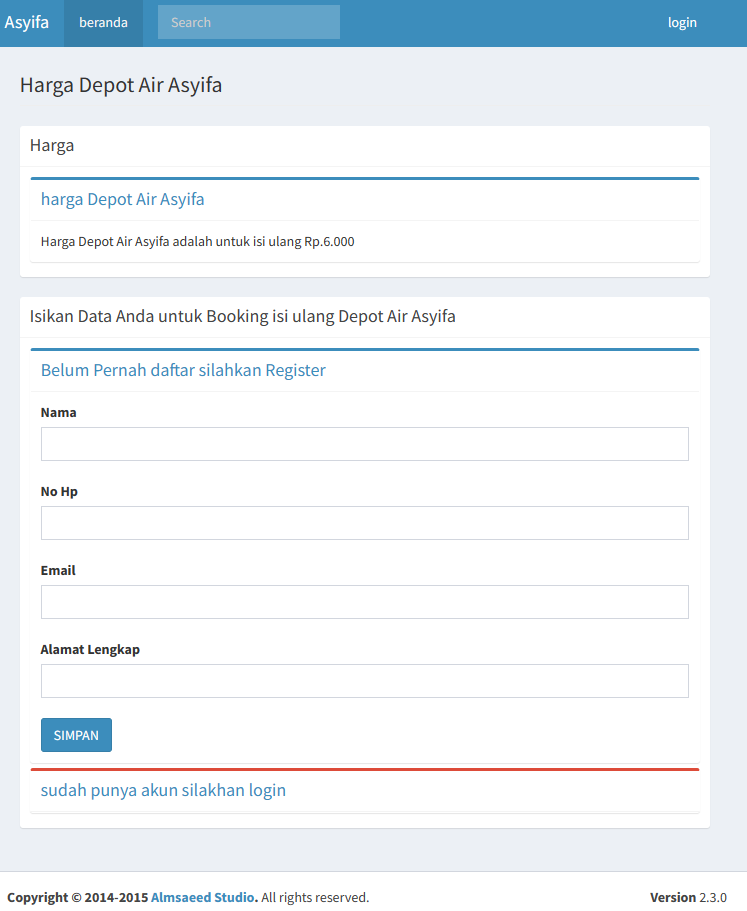 Asyifa beranda Search login
Harga Depot Air Asyifa
Harga
harga Depot Air Asyifa
Harga Depot Air Asyifa adalah untuk isi ulang Rp.6.000
Isikan Data Anda untuk Booking isi ulang Depot Air Asyifa
Belum Pernah daftar silahkan Register
Nama
No Hp
Email
Alamat Lengkap
SIMPAN
sudah punya akun silakhan login
Copyright © 2014-2015 Almsaeed Studio. All rights reserved. Version 2.3.0